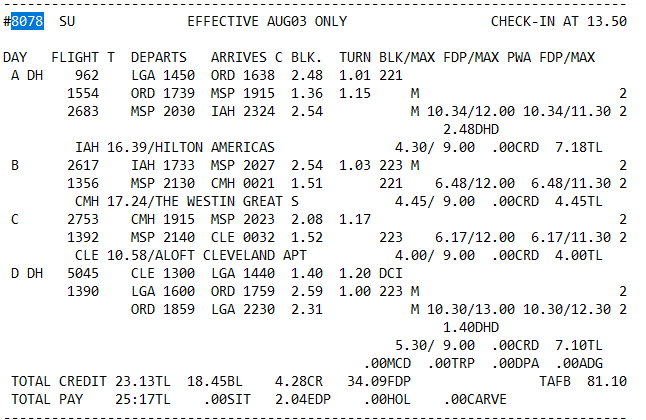 #8078 SU EFFECTIVE AUG03 ONLY CHECK-IN AT 13.50
DAY FLIGHT T DEPARTS ARRIVES C BLK. TURN BLK/MAX FDP/MAX PWA FDP/MAX
A DH 962 LGA 1450 ORD 1638 2.48 1.01 221
1554 ORD 1739 MSP 1915 1.36 1.15 M 2
2683 MSP 2030 IAH 2324 2.54 M 10.34/12.00 10.34/11.30 2
2.48DHD
IAH 16.39/HILTON AMERICAS 4.30/ 9.00 .00CRD 7.18TL
B 2617 IAH 1733 MSP 2027 2.54 1.03 223 M 2
1356 MSP 2130 CMH 0021 1.51 221 6.48/12.00 6.48/11.30 2
CMH 17.24/THE WESTIN GREAT S 4.45/ 9.00 .00CRD 4.45TL
C 2753 CMH 1915 MSP 2023 2.08 1.17 2
1392 MSP 2140 CLE 0032 1.52 223 6.17/12.00 6.17/11.30 2
CLE 10.58/ALOFT CLEVELAND APT 4.00/ 9.00 .00CRD 4.00TL
D DH 5045 CLE 1300 LGA 1440 1.40 1.20 DCI
1390 LGA 1600 ORD 1759 2.59 1.00 223 M 2
ORD 1859 LGA 2230 2.31 M 10.30/13.00 10.30/12.30 2
1.40DHD
5.30/ 9.00 .00CRD 7.10TL
.00MCD .00TRP .00DPA .00ADG
TOTAL CREDIT 23.13TL 18.45BL 4.28CR 34.09FDP TAFB 81.10
TOTAL PAY 25:17TL .00SIT 2.04EDP .00HOL .00CARVE